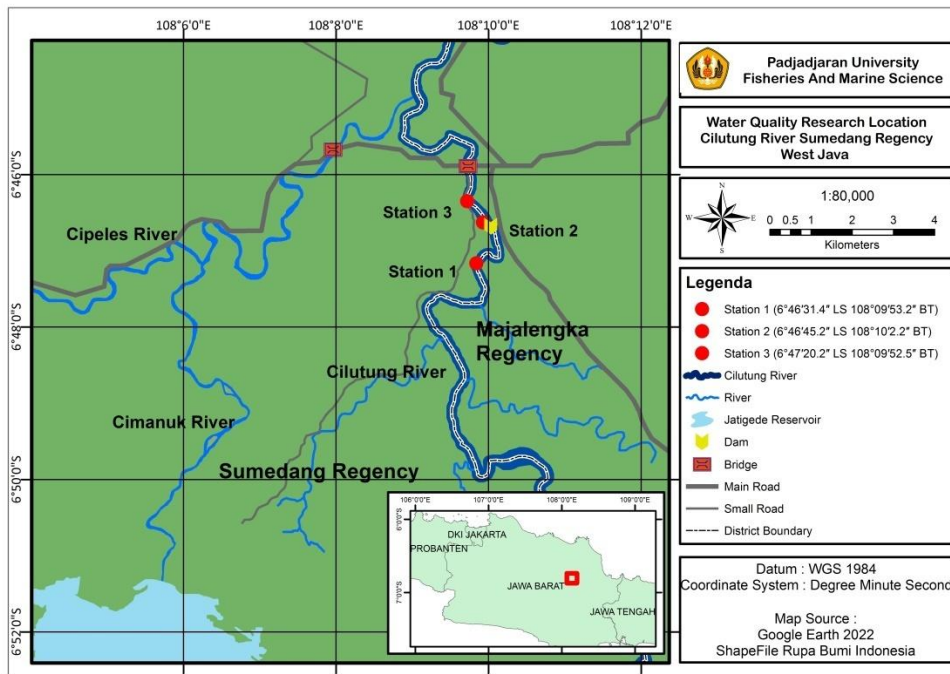 108°6'0"E 108°8'0"E 108°10'0"E 108°12'0"E
6°46'0"S
6°48'0"S
6°50'0"S
6°52'0"S
Station 3
Station 2
Cipeles River
Station 1
Majalengka
Regency
Cilutung River
Cimanuk River
Sumedang Regency
106°0'0"E 107°0'0"E 108°0'0"E 109°0'0"E
6°0'0"S
7°0'0"S
DKI JAKARTA
PROBANTEN
JAWA BARAT
JAWA TENGAH
Padjadjaran University
Fisheries And Marine Science
Water Quality Research Location
Cilutung River Sumedang Regency
West Java
N
W E
S
1:80,000
0 0.5 1 2 3 4
Kilometers
Legenda
Station 1 (6°46'31.4" LS 108°09'53.2" BT)
Station 2 (6°46'45.2" LS 108°10'2.2" BT)
Station 3 (6°47'20.2" LS 108°09'52.5" BT)
Cilutung River
River
Jatigede Reservoir
Dam
Bridge
Main Road
Small Road
District Boundary
Datum : WGS 1984
Coordinate System : Degree Minute Second
Map Source :
Google Earth 2022
ShapeFile Rupa Bumi Indonesia